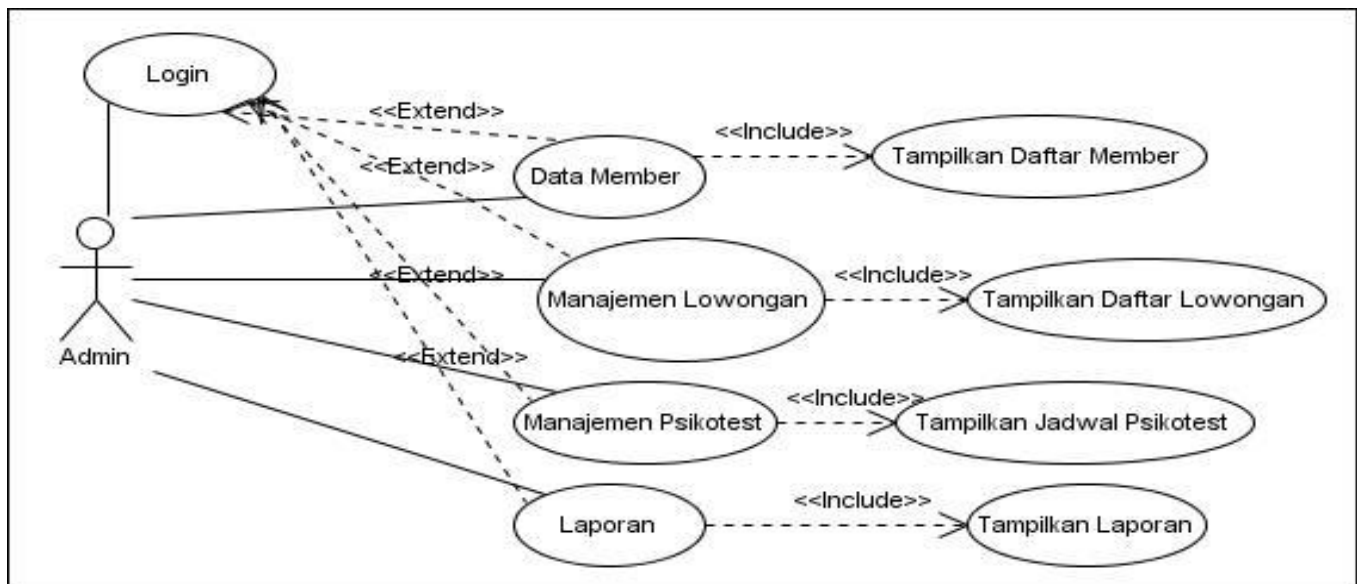 Login
<<Extend>>
<<Include>>
Data Member
Tampilkan Daftar Member
<<Extend>>
<<Extend>>
Manajemen Lowongan
<<Include>>
Tampilkan Daftar Lowongan
Admin
<<Extend>>
Manajemen Psikotest
<<Include>>
Tampilkan Jadwal Psikotest
Laporan
<<Include>>
Tampilkan Laporan